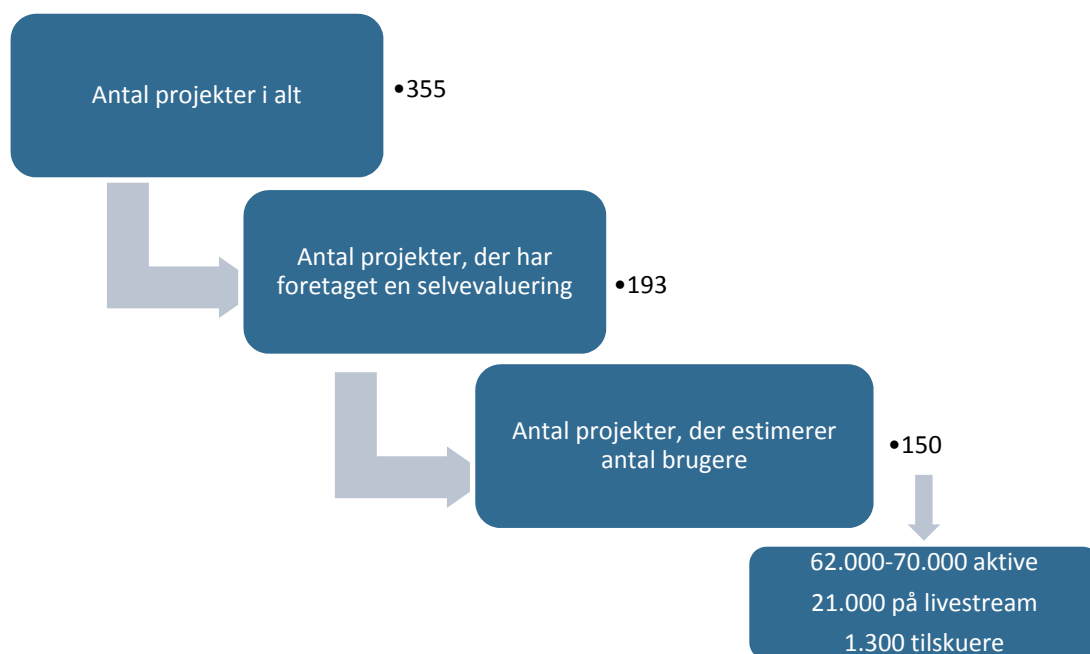 Antal projekter i alt
•355
Antal projekter, der har
foretaget en selvevaluering
•193
Antal projekter, der estimerer
antal brugere
•150
62.000-70.000 aktive
21.000 på livestream
1.300 tilskuere